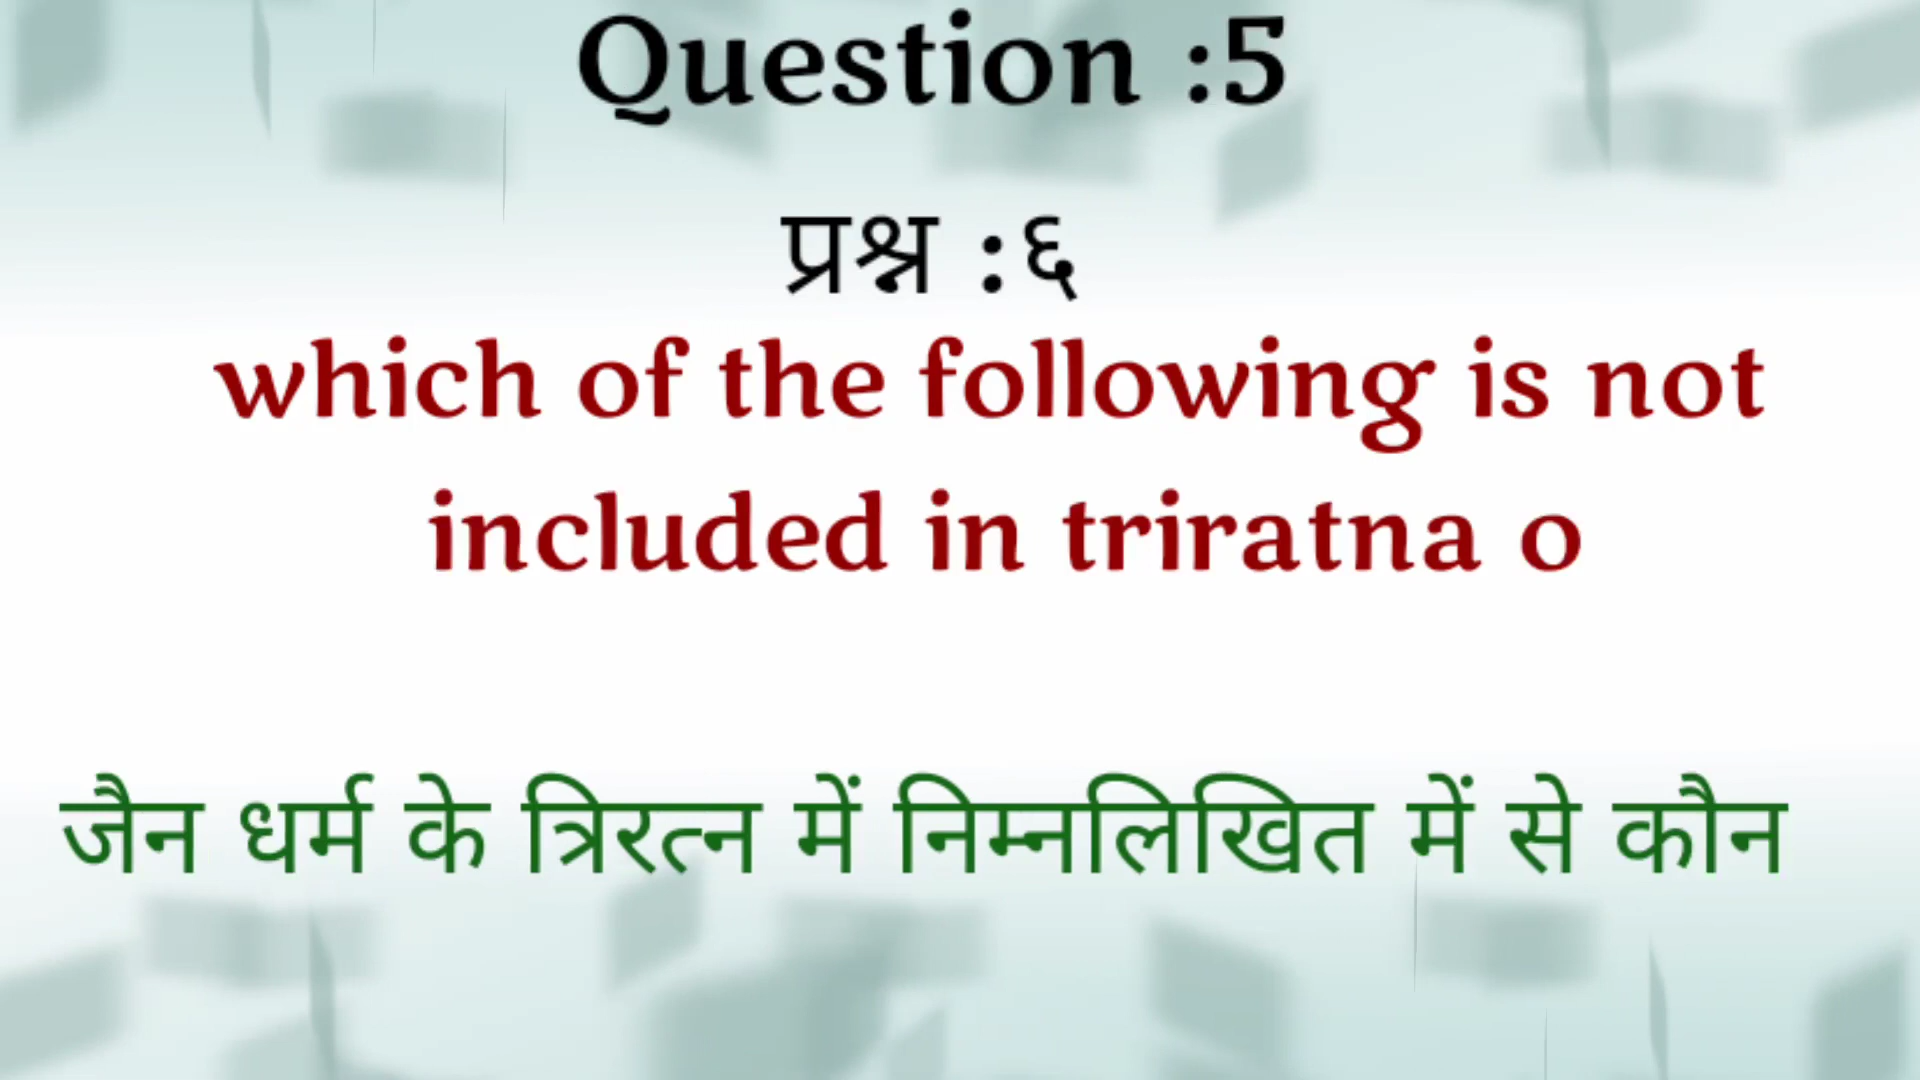 Question :5
प्रश्न :६
which of the following is not
included in triratna o
जैन धर्म के त्रिरत्न में निम्नलिखित में से कौन